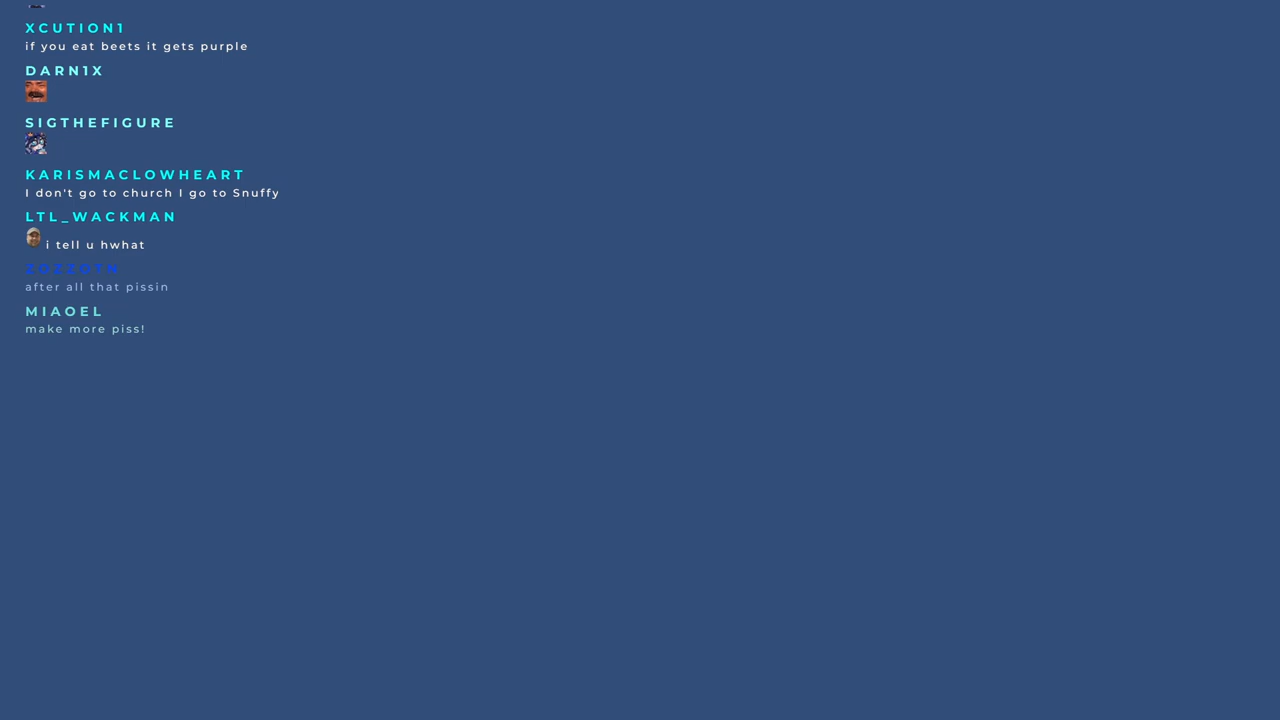 XCUTION1
if you eat beets it gets purple
DARN1X
SIGTHEFIGURE
KARISMACLOWHEART
I don't go to church I go to Snuffy
LTL_WACKMAN
i tell u hwhat
after all that pissin
MIAOEL
make more piss!